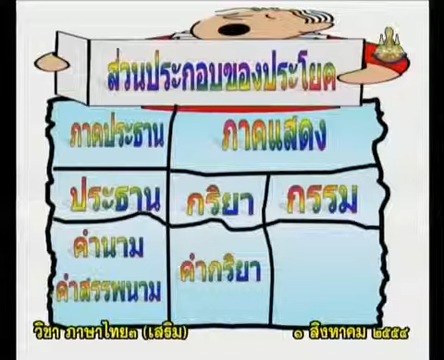 ส่วนประกอบของประโยค
ภาคประธาน ภาคแสดง
ประธาน กริยา กรรม
คำนาม
คำสรรพนาม คำกริยา
วิชา ภาษาไทย๓ (เสริม) ๑ สิงหาคม ๒๕๕๔